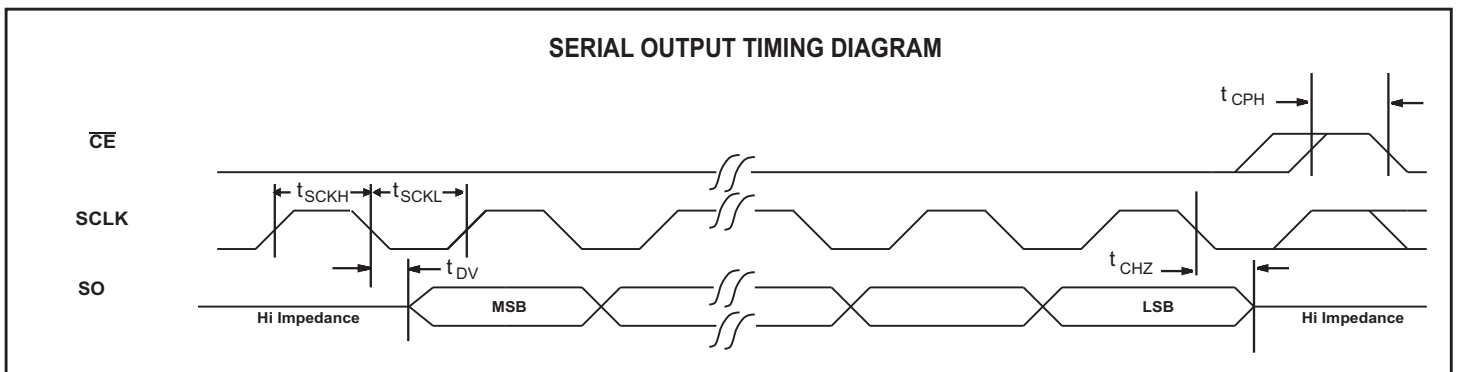 SERIAL OUTPUT TIMING DIAGRAM
t CPH
CE
t SCKH t SCKL
SCLK
t DV t CHZ
SO
MSB LSB
Hi Impedance Hi Impedance